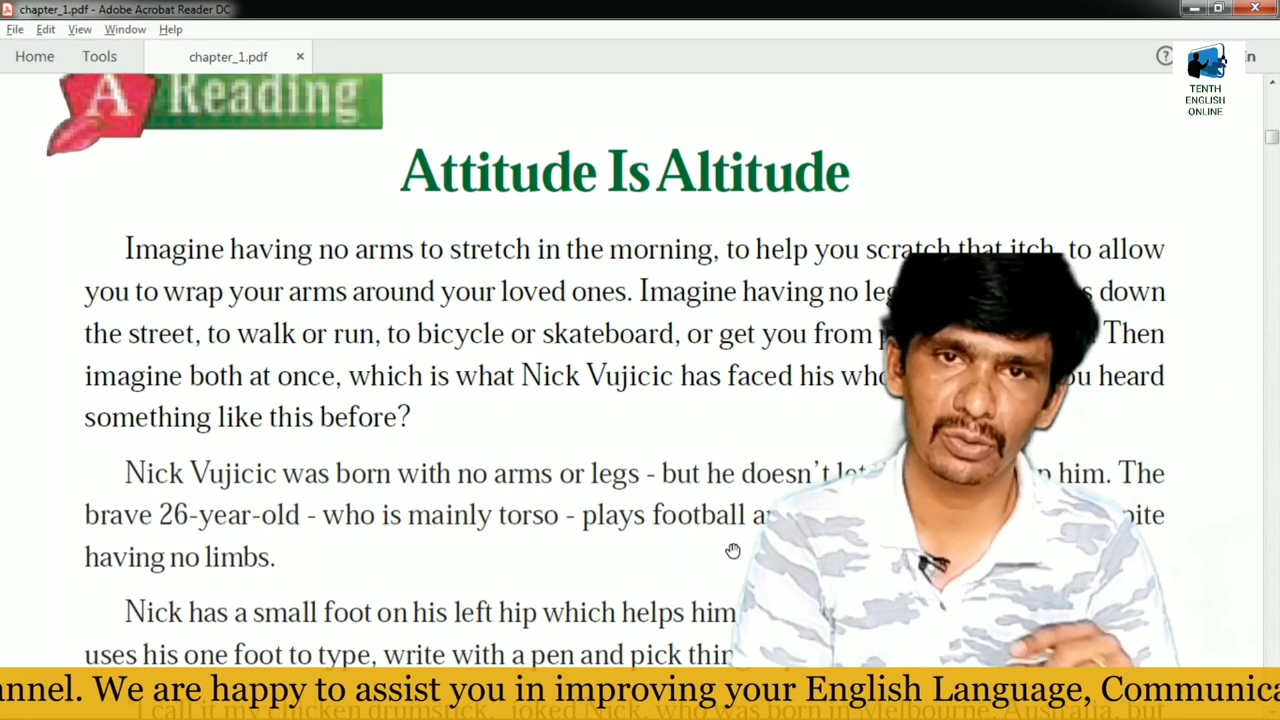 chapter_1.pdf - Adobe Acrobat Reader DC
File Edit View Window Help
Home Tools chapter_1.pdf ×
TENTH
ENGLISH
ONLINE
A Reading
Attitude Is Altitude
Imagine having no arms to stretch in the morning, to help you scratch that itch, to allow
you to wrap your arms around your loved ones. Imagine having no down
the street, to walk or run, to bicycle or skateboard, or get you from Then
imagine both at once, which is what Nick Vujicic has faced his heard
something like this before?
Nick Vujicic was born with no arms or legs - but he doesn't him. The
brave 26-year-old - who is mainly torso - plays football
having no limbs.
Nick has a small foot on his left hip which helps him
uses his one foot to type, write with a pen and pick
We are happy to assist you in improving your English Language,